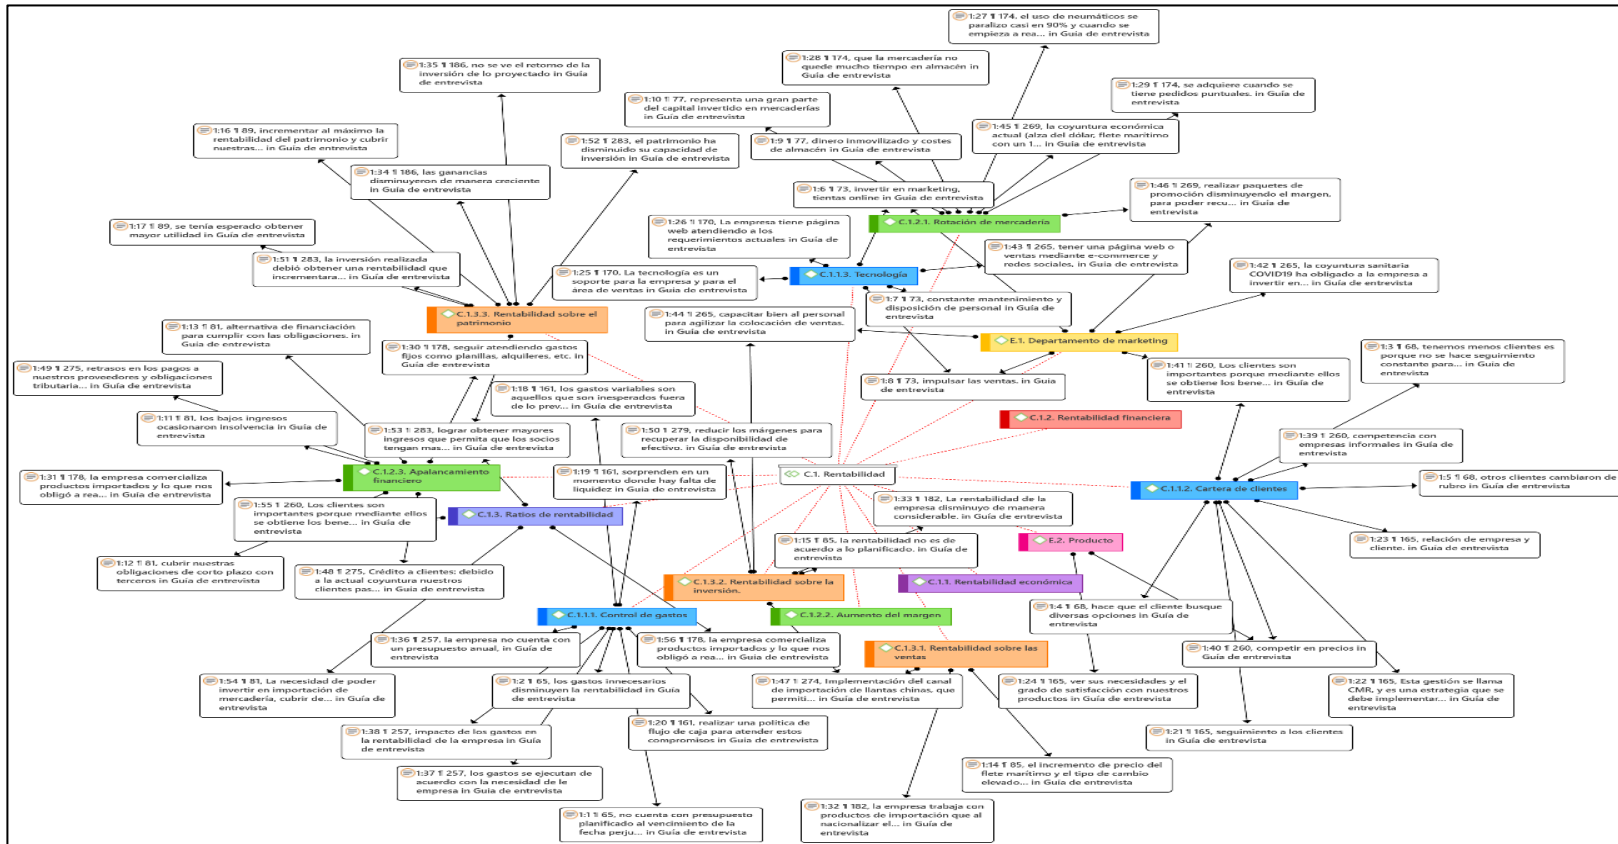 1:27 ¶ 174, el uso de neumáticos se
paralizo casi en 90% y cuando se
empieza a rea... in Guía de
entrevista
1:28 ¶ 174, que la mercadería no
quede mucho tiempo en almacén in
Guía de entrevista
1:35 ¶ 186, no se ve el retorno de la
inversión de lo proyectado in Guía
de entrevista
1:29 ¶ 174, se adquiere cuando se
tiene pedidos puntuales. in Guía de
entrevista
1:10 ¶ 77, representa una gran parte
del capital invertido en mercaderías
in Guía de entrevista
1:45 ¶ 269, la coyuntura económica
actual (alza del dólar, flete marítimo
con un 1... in Guía de entrevista
1:16 ¶ 89, incrementar al máximo la
rentabilidad del patrimonio y cubrir
nuestras... in Guía de entrevista
1:52 ¶ 283, el patrimonio ha
disminuido su capacidad de
inversión in Guía de entrevista
1:9 ¶ 77, dinero inmovilizado y costes
de almacén in Guía de entrevista
1:34 ¶ 186, las ganancias
disminuyeron de manera creciente
in Guía de entrevista
1:6 ¶ 73, invertir en marketing,
tientas online in Guía de entrevista
1:46 ¶ 269, realizar paquetes de
promoción disminuyendo el margen,
para poder recu... in Guía de
entrevista
C.1.2.1. Rotación de mercadería
1:17 ¶ 89, se tenía esperado obtener
mayor utilidad in Guía de entrevista
1:26 ¶ 170, La empresa tiene página
web atendiendo a los
requerimientos actuales in Guía de
entrevista
1:43 ¶ 265, tener una página web o
ventas mediante e-commerce y
redes sociales, in Guía de entrevista
1:51 ¶ 283, la inversión realizada
debió obtener una rentabilidad que
incrementara... in Guía de entrevista
1:25 ¶ 170. La tecnología es un
soporte para la empresa y para el
área de ventas in Guía de entrevista
C.1.1.3. Tecnología
1:42 ¶ 265, la coyuntura sanitaria
COVID19 ha obligado a la empresa a
invertir en... in Guía de entrevista
1:7 ¶ 73, constante mantenimiento y
disposición de personal in Guía de
entrevista
C.1.3.3. Rentabilidad sobre el
patrimonio
1:44 ¶ 265, capacitar bien al personal
para agilizar la colocación de ventas.
in Guía de entrevista
1:13 ¶ 81, alternativa de financiación
para cumplir con las obligaciones. in
Guía de entrevista
E.1. Departamento de marketing
1:30 ¶ 178, seguir atendiendo gastos
fijos como planillas, alquileres. etc. in
Guía de entrevista
1:3 ¶ 68, tenemos menos clientes es
porque no se hace seguimiento
constante para... in Guía de
entrevista
1:49 ¶ 275, retrasos en los pagos a
nuestros proveedores y obligaciones
tributaria... in Guía de entrevista
1:41 ¶ 260, Los clientes son
importantes porque mediante ellos
se obtiene los bene... in Guía de
entrevista
1:8 ¶ 73, impulsar las ventas. in Guía
de entrevista
1:18 ¶ 161, los gastos variables son
aquellos que son inesperados fuera
de lo prev... in Guía de entrevista
1:11 ¶ 81, los bajos ingresos
ocasionaron insolvencia in Guía de
entrevista
C.1.2. Rentabilidad financiera
1:53 ¶ 283, lograr obtener mayores
ingresos que permita que los socios
tengan mas... in Guía de entrevista
1:50 ¶ 279, reducir los márgenes para
recuperar la disponibilidad de
efectivo. in Guía de entrevista
1:39 ¶ 260, competencia con
empresas informales in Guía de
entrevista
1:31 ¶ 178, la empresa comercializa
productos importados y lo que nos
obligó a rea... in Guía de entrevista
C.1.2.3. Apalancamiento
financiero
1:19 ¶ 161, sorprenden en un
momento donde hay falta de
liquidez in Guía de entrevista
C.1. Rentabilidad
C.1.1.2. Cartera de clientes
1:5 ¶ 68, otros clientes cambiaron de
rubro in Guía de entrevista
1:55 ¶ 260, Los clientes son
importantes porque mediante ellos
se obtiene los bene... in Guía de
entrevista
C.1.3. Ratios de rentabilidad
1:33 ¶ 182, La rentabilidad de la
empresa disminuyo de manera
considerable. in Guía de entrevista
1:15 ¶ 85, la rentabilidad no es de
acuerdo a lo planificado. in Guía de
entrevista
E.2. Producto
1:23 ¶ 165, relación de empresa y
cliente. in Guía de entrevista
1:12 ¶ 81, cubrir nuestras
obligaciones de corto plazo con
terceros in Guía de entrevista
1:48 ¶ 275, Crédito a clientes: debido
a la actual coyuntura nuestros
clientes pas... in Guía de entrevista
C.1.3.2. Rentabilidad sobre la
inversión.
C.1.1. Rentabilidad económica
C.1.1.1. Control de gastos
C.1.2.2. Aumento del margen
1:4 ¶ 68, hace que el cliente busque
diversas opciones in Guía de
entrevista
1:36 ¶ 257, la empresa no cuenta con
un presupuesto anual, in Guía de
entrevista
1:56 ¶ 178, la empresa comercializa
productos importados y lo que nos
obligó a rea... in Guía de entrevista
C.1.3.1. Rentabilidad sobre las
ventas
1:40 ¶ 260, competir en precios in
Guía de entrevista
1:54 ¶ 81, La necesidad de poder
invertir en importación de
mercadería, cubrir de... in Guía de
entrevista
1:2 ¶ 65, los gastos innecesarios
disminuyen la rentabilidad in Guía
de entrevista
1:47 ¶ 274, Implementación del canal
de importación de llantas chinas, que
permiti... in Guía de entrevista
1:24 ¶ 165, ver sus necesidades y el
grado de satisfacción con nuestros
productos in Guía de entrevista
1:22 ¶ 165, Esta gestión se llama
CMR, y es una estrategia que se
debe implementar... in Guía de
entrevista
1:38 ¶ 257, impacto de los gastos en
la rentabilidad de la empresa in Guía
de entrevista
1:20 ¶ 161, realizar una política de
flujo de caja para atender estos
compromisos in Guía de entrevista
1:21 ¶ 165, seguimiento a los clientes
in Guía de entrevista
1:37 ¶ 257, los gastos se ejecutan de
acuerdo con la necesidad de le
empresa in Guía de entrevista
1:14 ¶ 85, el incremento de precio del
flete marítimo y el tipo de cambio
elevado... in Guía de entrevista
1:1 ¶ 65, no cuenta con presupuesto
planificado al vencimiento de la
fecha perju... in Guía de entrevista
1:32 ¶ 182, la empresa trabaja con
productos de importación que al
nacionalizar el... in Guía de
entrevista